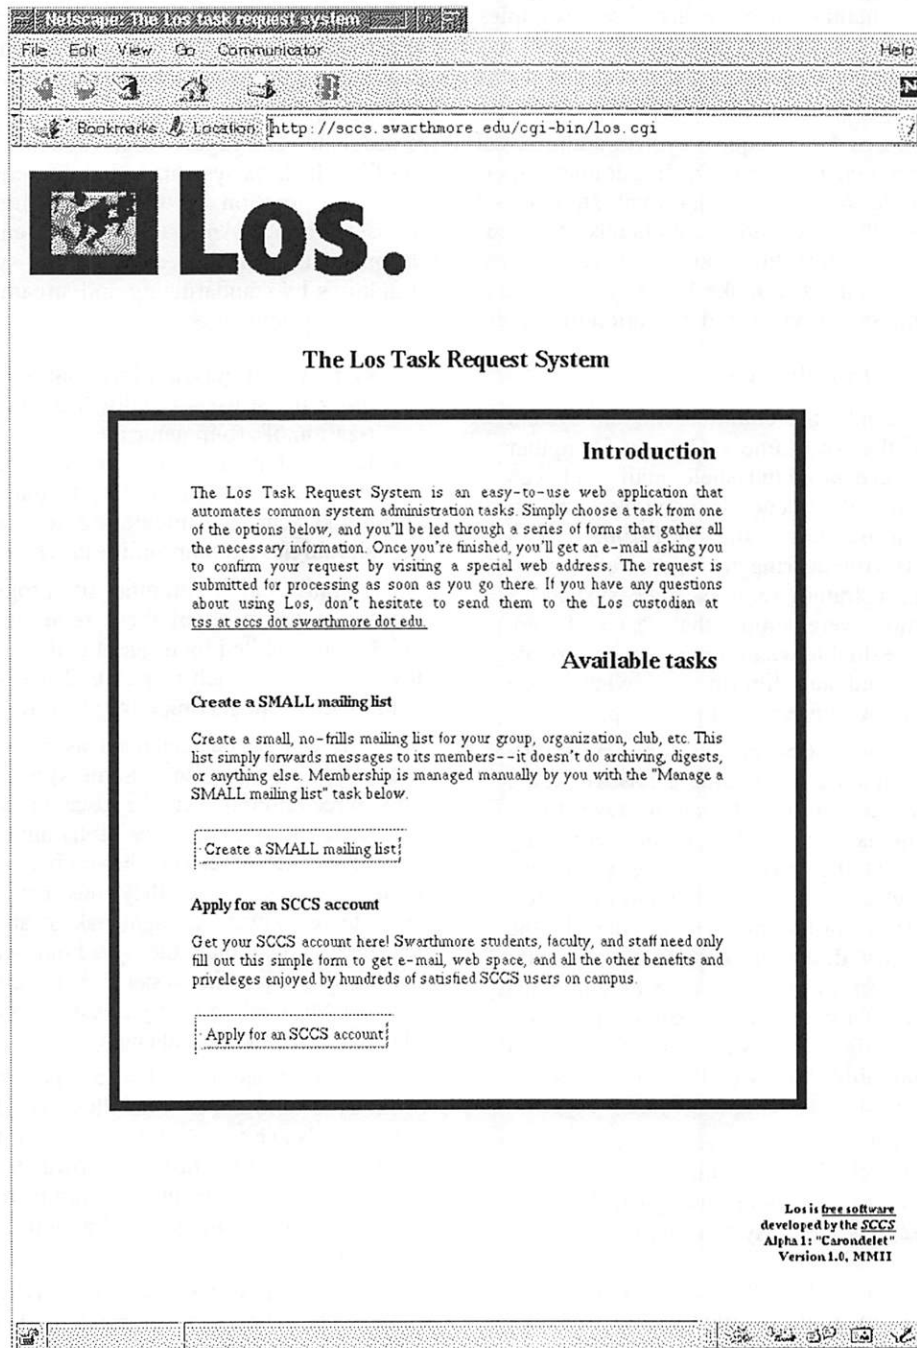 Netscape: The Los task request system
File Edit View Go Communicator Help
N
Bookmarks Location: http://sccs.swarthmore.edu/cgi-bin/los.cgi
Los.
The Los Task Request System
Introduction
The Los Task Request System is an easy-to-use web application that
automates common system administration tasks. Simply choose a task from one
of the options below, and you'll be led through a series of forms that gather all
the necessary information. Once you're finished, you'll get an e-mail asking you
to confirm your request by visiting a special web address. The request is
submitted for processing as soon as you go there. If you have any questions
about using Los, don't hesitate to send them to the Los custodian at
tss at sccs dot swarthmore dot edu.
Available tasks
Create a SMALL mailing list
Create a small, no-frills mailing list for your group, organization, club, etc. This
list simply forwards messages to its members--it doesn't do archiving, digests,
or anything else. Membership is managed manually by you with the "Manage a
SMALL mailing list" task below.
Create a SMALL mailing list
Apply for an SCCS account
Get your SCCS account here! Swarthmore students, faculty, and staff need only
fill out this simple form to get e-mail, web space, and all the other benefits and
priveleges enjoyed by hundreds of satisfied SCCS users on campus.
Apply for an SCCS account
Los is free software
developed by the SCCS
Alpha 1: "Carondelet"
Version 1.0, MMII